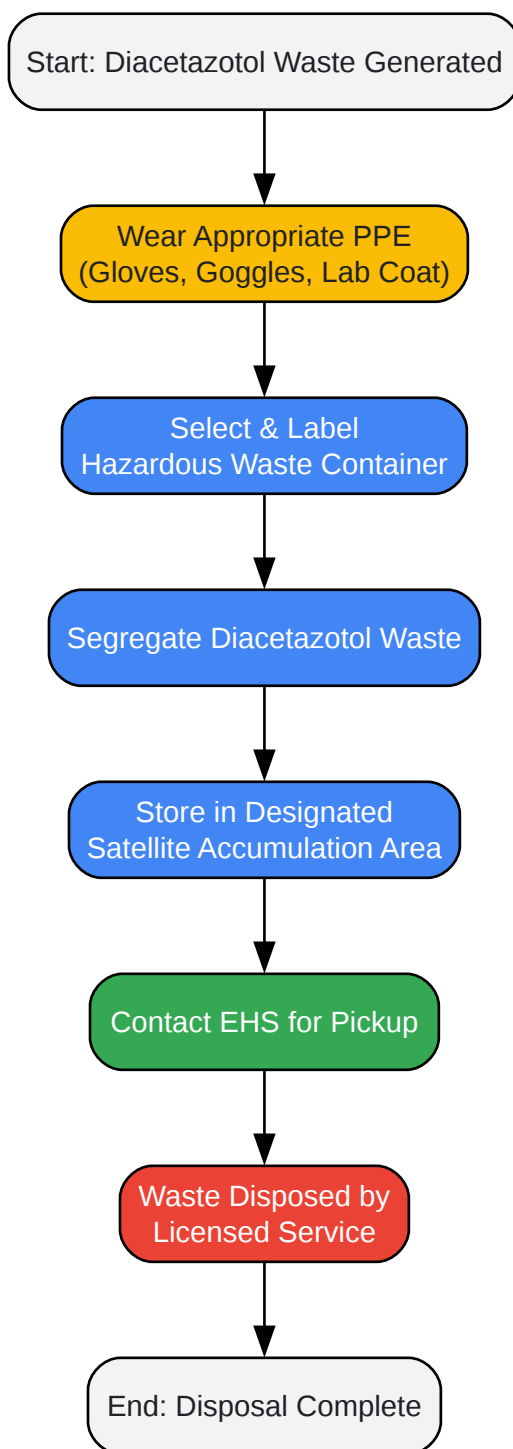 Start: Diacetazotol Waste Generated
Wear Appropriate PPE
(Gloves, Goggles, Lab Coat)
Select & Label
Hazardous Waste Container
Segregate Diacetazotol Waste
Store in Designated
Satellite Accumulation Area
Contact EHS for Pickup
Waste Disposed by
Licensed Service
End: Disposal Complete